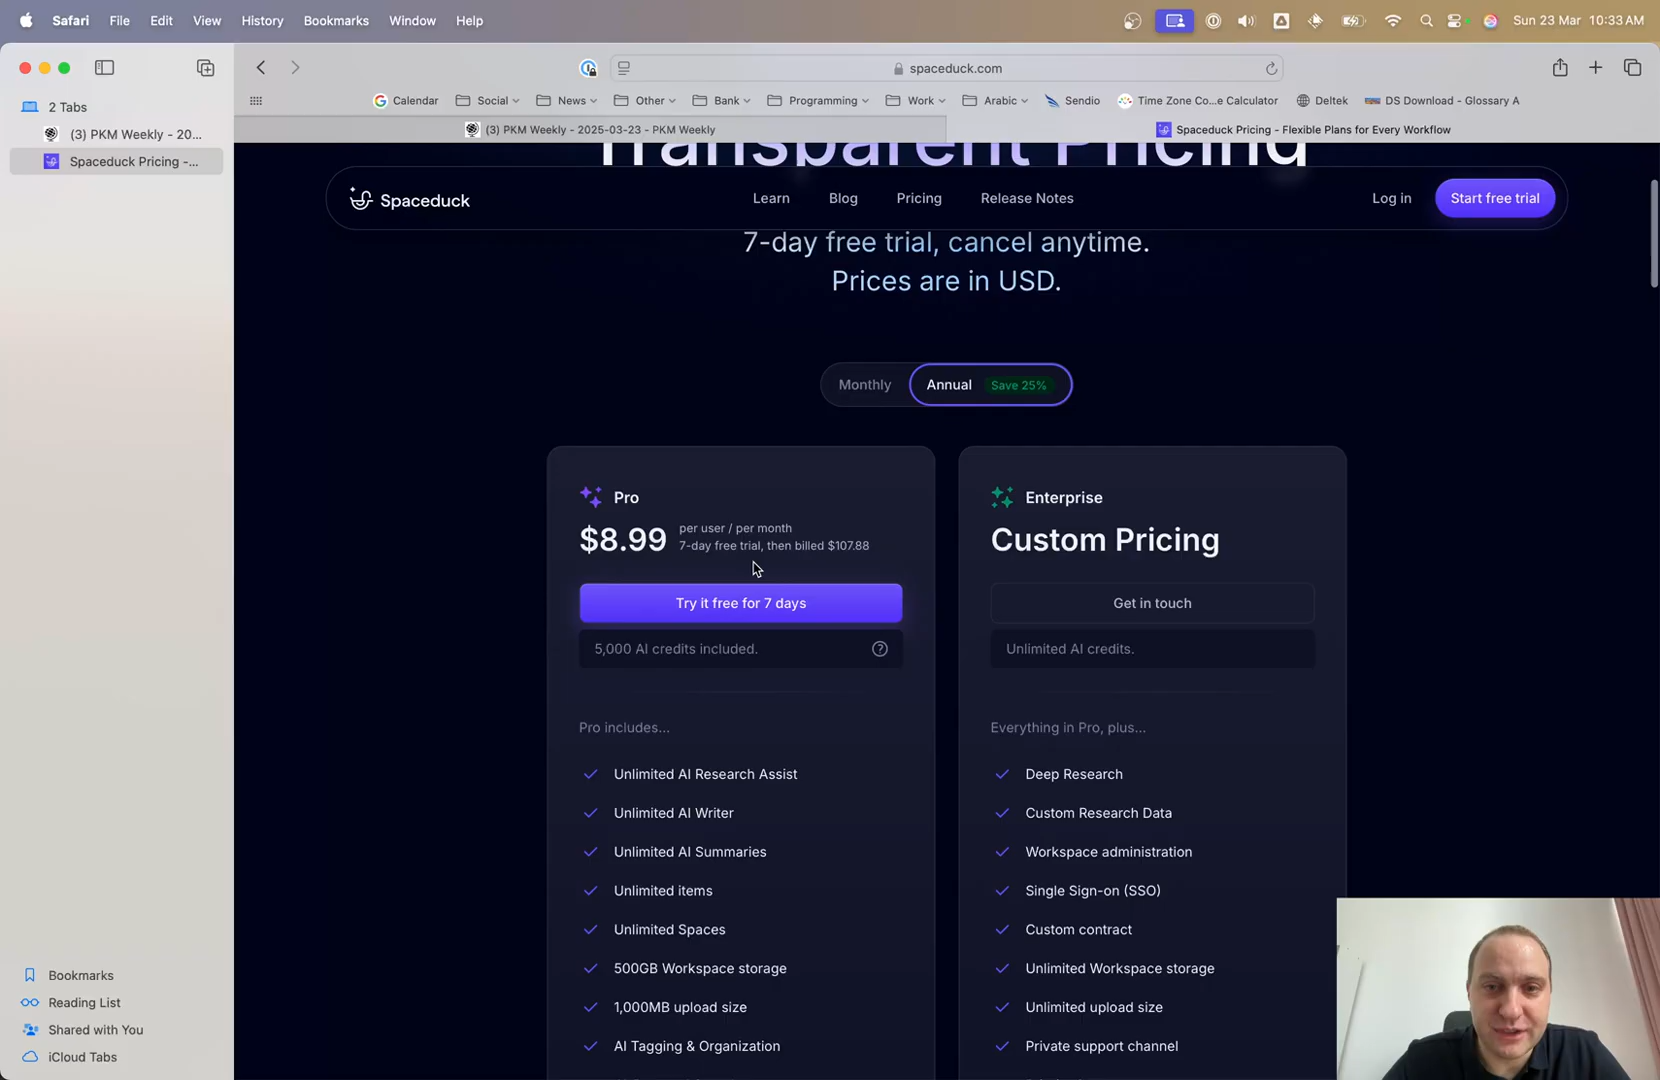 Safari File Edit View History Bookmarks Window Help
Sun 23 Mar 10:33 AM
spaceduck.com
2 Tabs
(3) PKM Weekly - 20...
Spaceduck Pricing -...
Calendar Social News Other Bank Programming Work Arabic Sendio Time Zone Co...e Calculator Deltek DS Download - Glossary A
(3) PKM Weekly - 2025-03-23 - PKM Weekly
Spaceduck Pricing - Flexible Plans for Every Workflow
Transparent Pricing
Spaceduck
Learn Blog Pricing Release Notes
Log in
Start free trial
7-day free trial, cancel anytime.
Prices are in USD.
Monthly Annual Save 25%
Pro
$8.99
per user / per month
7-day free trial, then billed $107.88
Try it free for 7 days
5,000 AI credits included.
Pro includes...
Unlimited AI Research Assist
Unlimited AI Writer
Unlimited AI Summaries
Unlimited items
Unlimited Spaces
500GB Workspace storage
1,000MB upload size
AI Tagging & Organization
Enterprise
Custom Pricing
Get in touch
Unlimited AI credits.
Everything in Pro, plus...
Deep Research
Custom Research Data
Workspace administration
Single Sign-on (SSO)
Custom contract
Unlimited Workspace storage
Unlimited upload size
Private support channel
Bookmarks
Reading List
Shared with You
iCloud Tabs